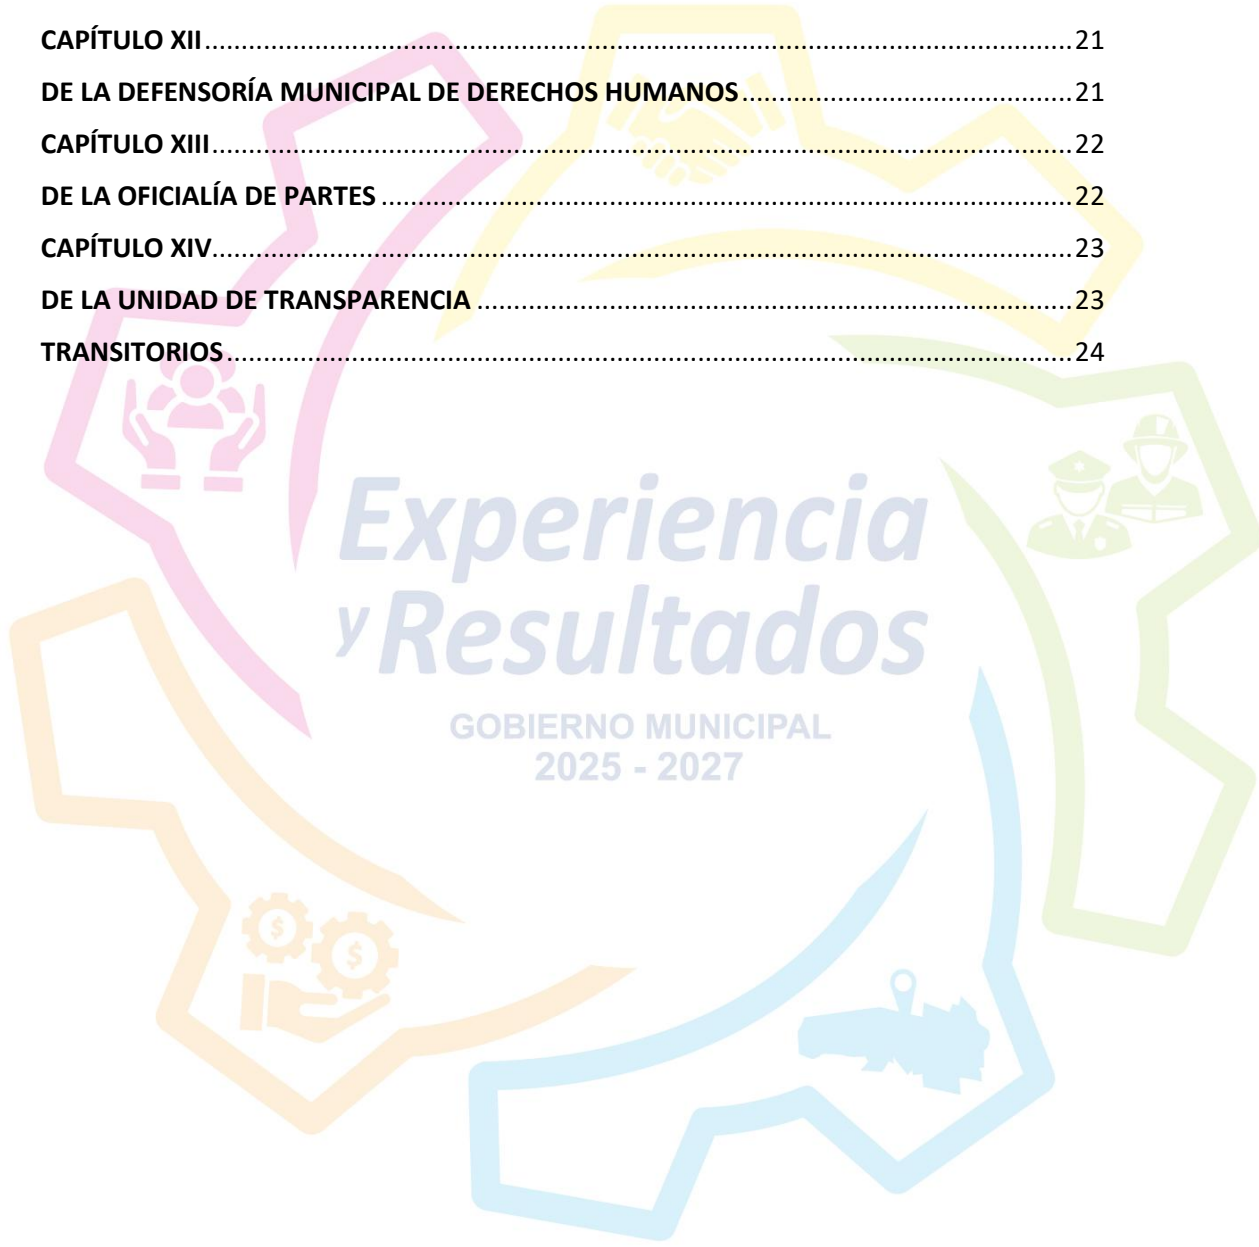 CAPÍTULO XII........................................................................................................................21
DE LA DEFENSORÍA MUNICIPAL DE DERECHOS HUMANOS..............................................21
CAPÍTULO XIII.......................................................................................................................22
DE LA OFICIALÍA DE PARTES ...............................................................................................22
CAPÍTULO XIV.......................................................................................................................23
DE LA UNIDAD DE TRANSPARENCIA ..................................................................................23
TRANSITORIOS.....................................................................................................................24
Experiencia
y Resultados
GOBIERNO MUNICIPAL
2025 - 2027
$ $